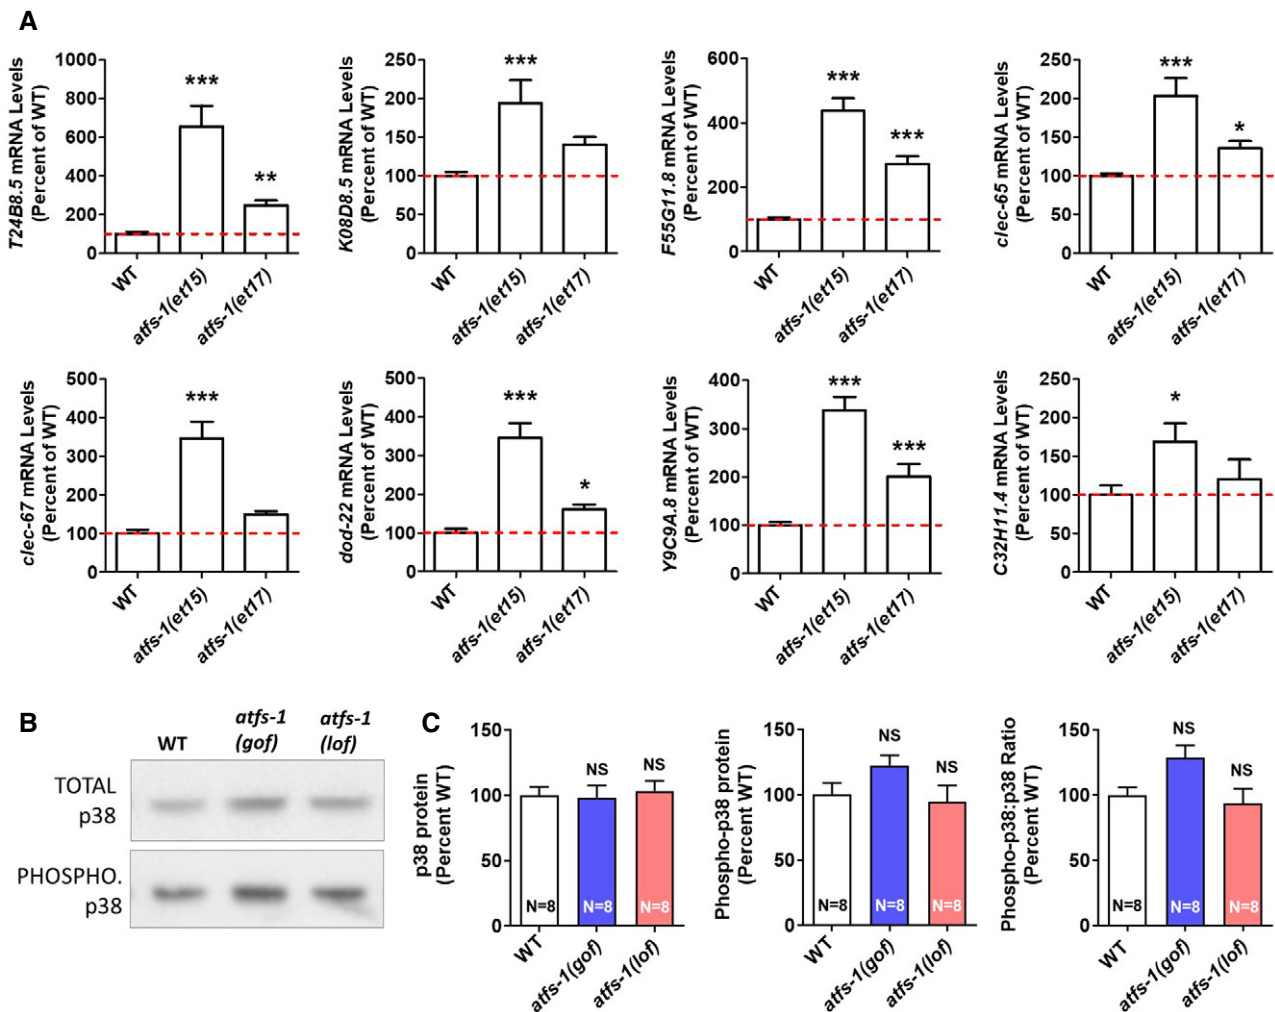 A
T24B8.5 mRNA Levels
(Percent of WT)
1000
800
600
400
200
0
***
**
WT
atfs-1(et15)
atfs-1(et17)
K08D8.5 mRNA Levels
(Percent of WT)
250
200
150
100
50
0
***
WT
atfs-1(et15)
atfs-1(et17)
F55G11.8 mRNA Levels
(Percent of WT)
600
400
200
0
***
***
WT
atfs-1(et15)
atfs-1(et17)
clec-65 mRNA Levels
(Percent of WT)
250
200
150
100
50
0
***
*
WT
atfs-1(et15)
atfs-1(et17)
clec-67 mRNA Levels
(Percent of WT)
500
400
300
200
100
0
***
WT
atfs-1(et15)
atfs-1(et17)
dod-22 mRNA Levels
(Percent of WT)
500
400
300
200
100
0
***
*
WT
atfs-1(et15)
atfs-1(et17)
Y9C9A.8 mRNA Levels
(Percent of WT)
400
300
200
100
0
***
***
WT
atfs-1(et15)
atfs-1(et17)
C32H11.4 mRNA Levels
(Percent of WT)
250
200
150
100
50
0
*
WT
atfs-1(et15)
atfs-1(et17)
B
WT
atfs-1
(gof)
atfs-1
(lof)
TOTAL
p38
PHOSPHO.
p38
C
p38 protein
(Percent WT)
150
100
50
0
NS
NS
N=8
N=8
N=8
WT
atfs-1(gof)
atfs-1(lof)
Phospho-p38 protein
(Percent WT)
150
100
50
0
NS
NS
N=8
N=8
N=8
WT
atfs-1(gof)
atfs-1(lof)
Phospho-p38:p38 Ratio
(Percent WT)
150
100
50
0
NS
NS
N=8
N=8
N=8
WT
atfs-1(gof)
atfs-1(lof)